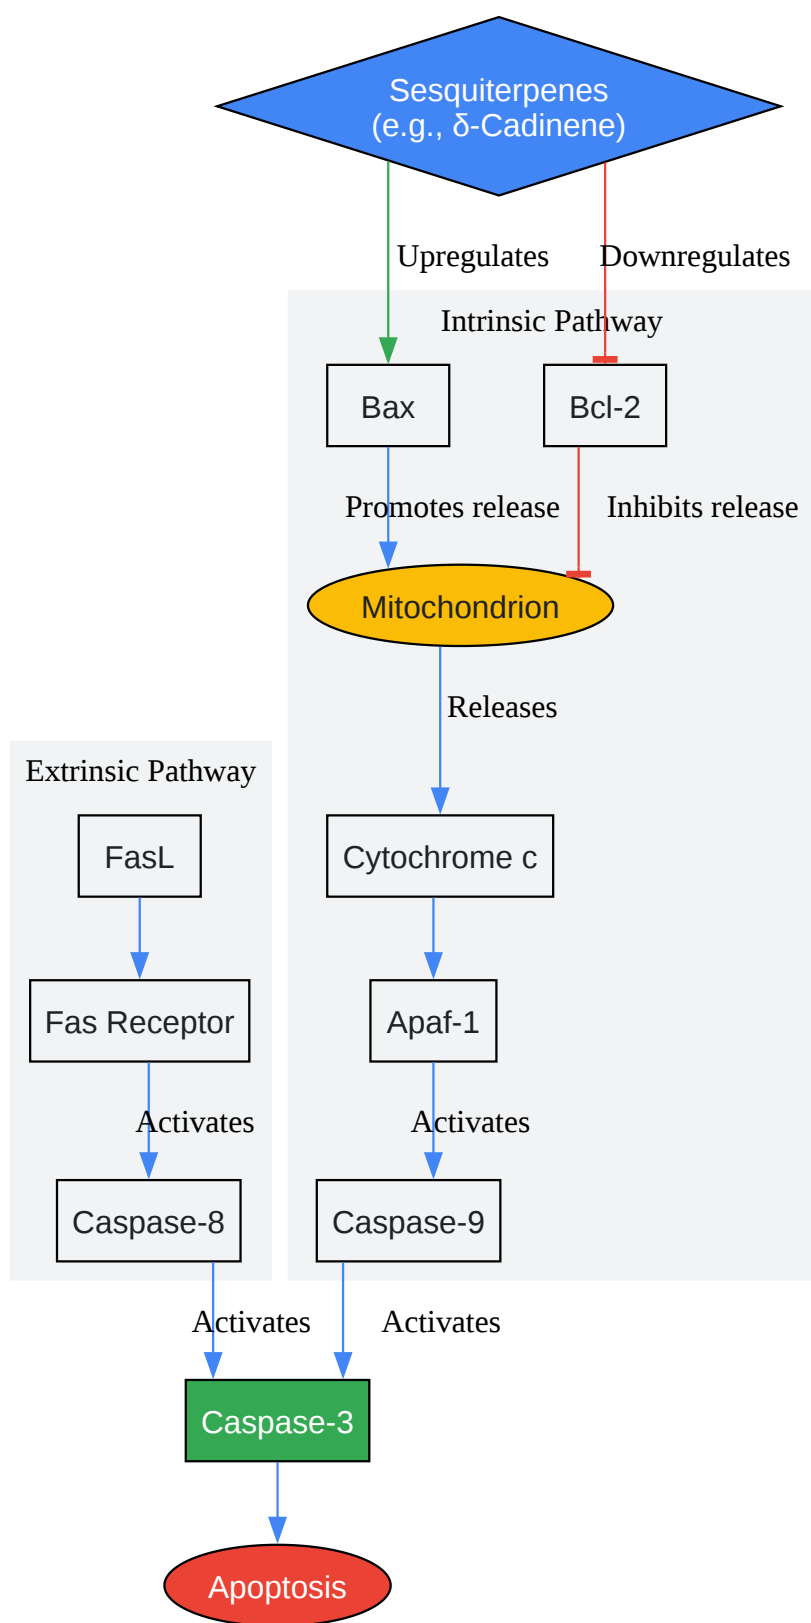 Sesquiterpenes
(e.g., δ-Cadinene)
Upregulates
Downregulates
Intrinsic Pathway
Bax
Bcl-2
Promotes release
Inhibits release
Mitochondrion
Releases
Extrinsic Pathway
FasL
Cytochrome c
Fas Receptor
Apaf-1
Activates
Activates
Caspase-8
Caspase-9
Activates
Activates
Caspase-3
Apoptosis